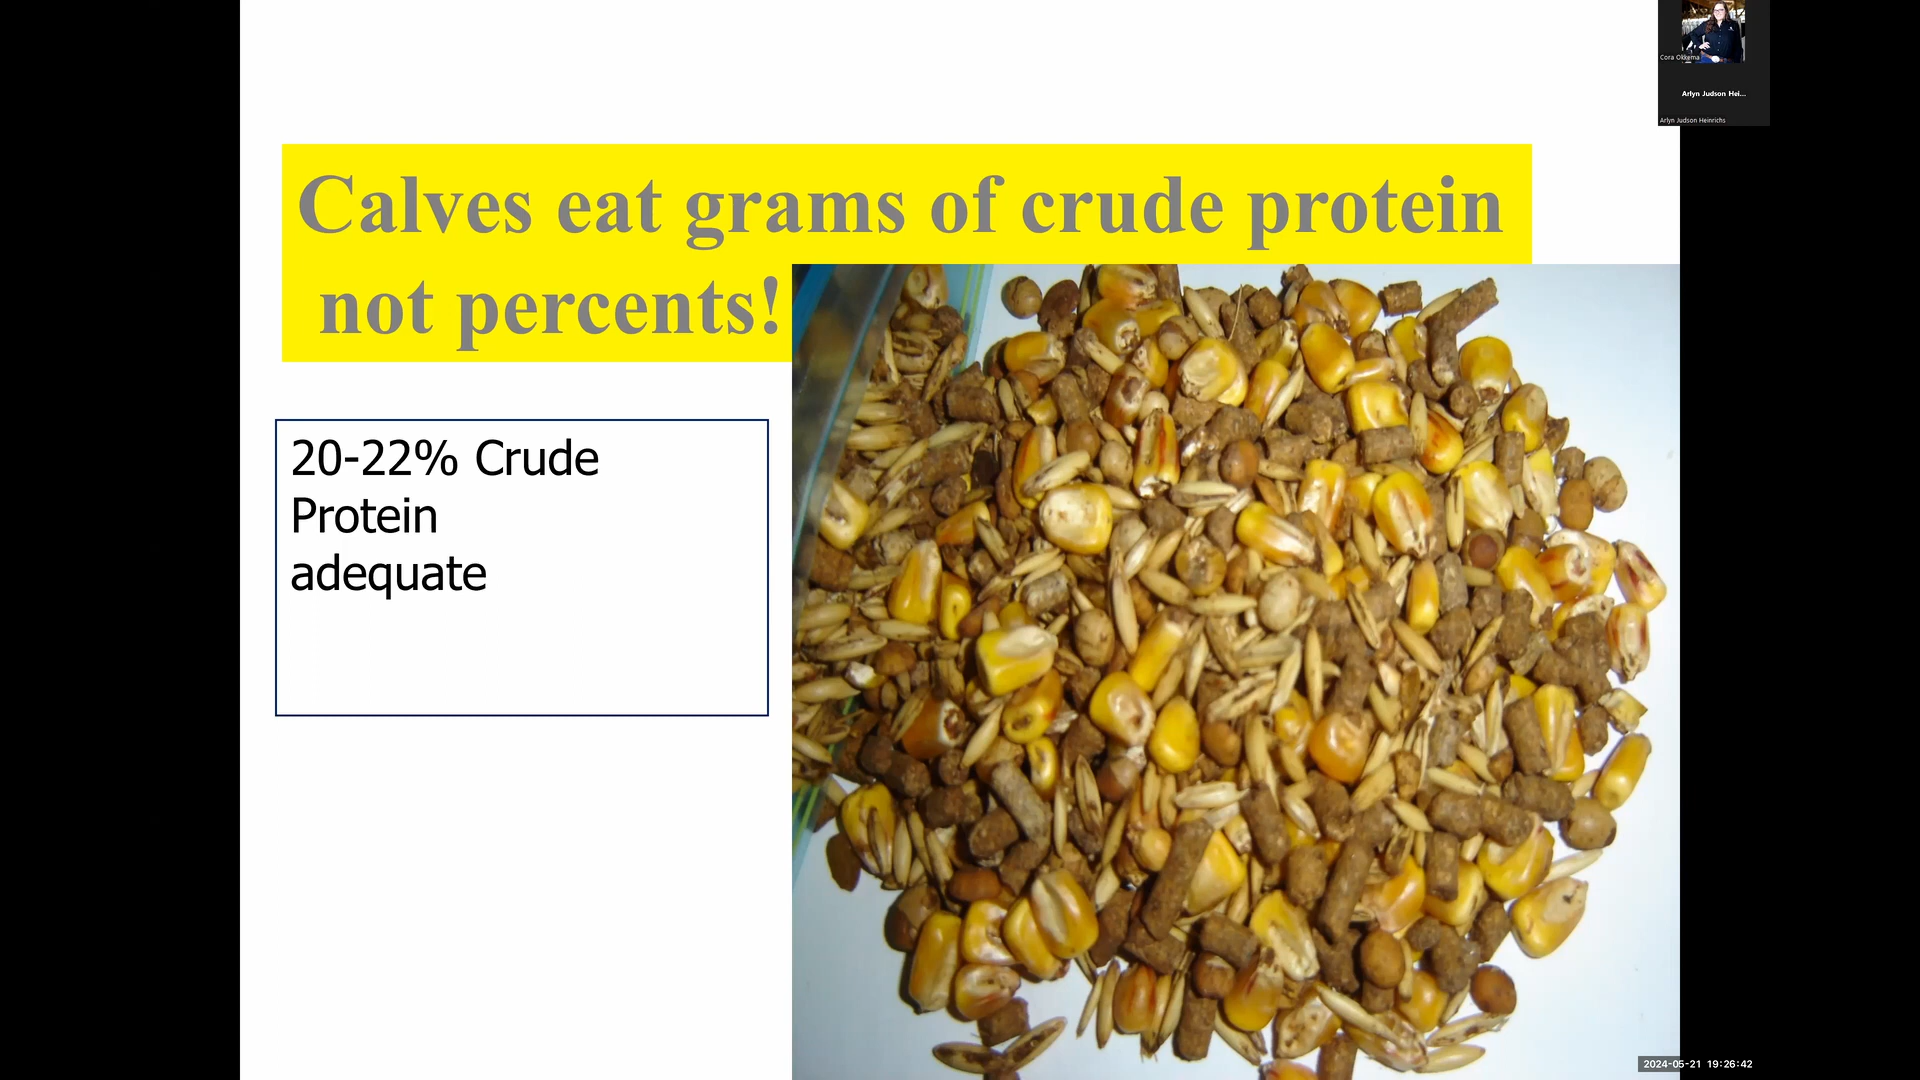 Cora Okkema
Arlyn Judson Hei...
Arlyn Judson Heinrichs
Calves eat grams of crude protein
not percents!
20-22% Crude
Protein
adequate
2024-05-21 19:26:42